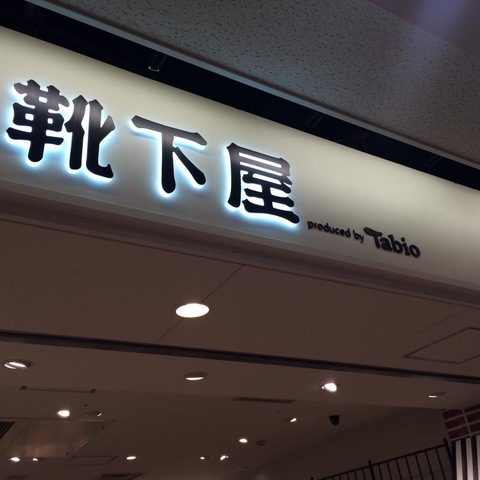 靴下屋 produced by Tabio